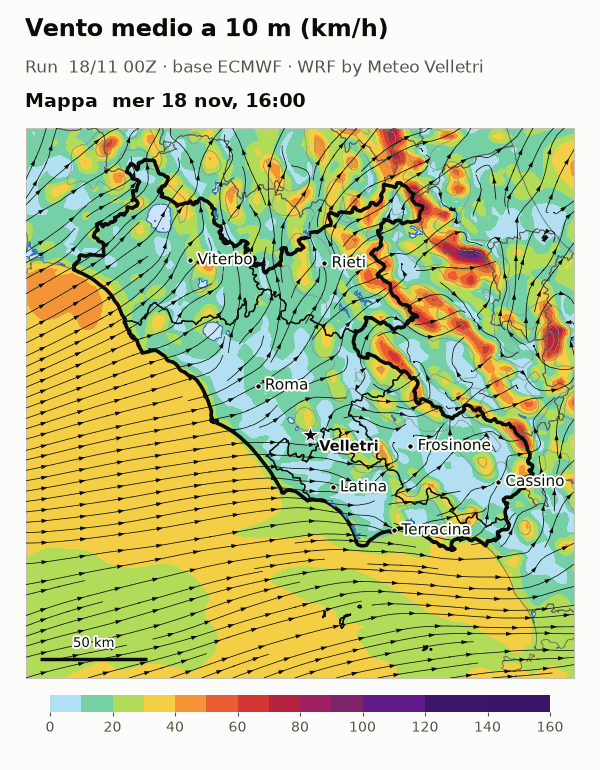 Vento medio a 10 m (km/h)
Run  18/11 00Z · base ECMWF · WRF by Meteo Velletri
Mappa  mer 18 nov, 16:00
Viterbo
Rieti
Roma
Velletri
Frosinone
Latina
Cassino
Terracina
50 km
0 20 40 60 80 100 120 140 160